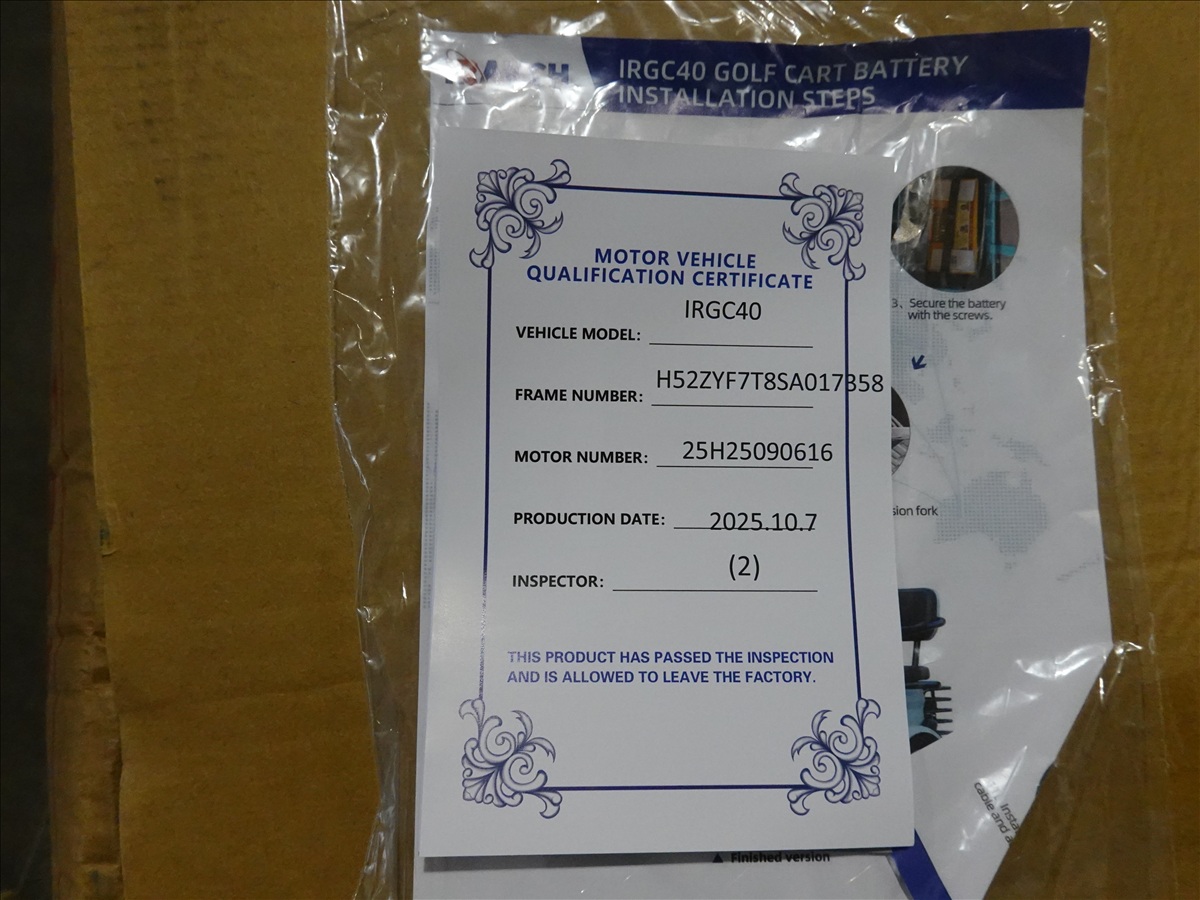 IRGC40 GOLF CART BATTERY
INSTALLATION STEPS
MOTOR VEHICLE
QUALIFICATION CERTIFICATE
VEHICLE MODEL: IRGC40
FRAME NUMBER: H52ZYF7T8SA017358
MOTOR NUMBER: 25H25090616
PRODUCTION DATE: 2025.10.7
INSPECTOR: (2)
THIS PRODUCT HAS PASSED THE INSPECTION
AND IS ALLOWED TO LEAVE THE FACTORY.
3、Secure the battery
with the screws.
fork
cable and
▲ Finished version